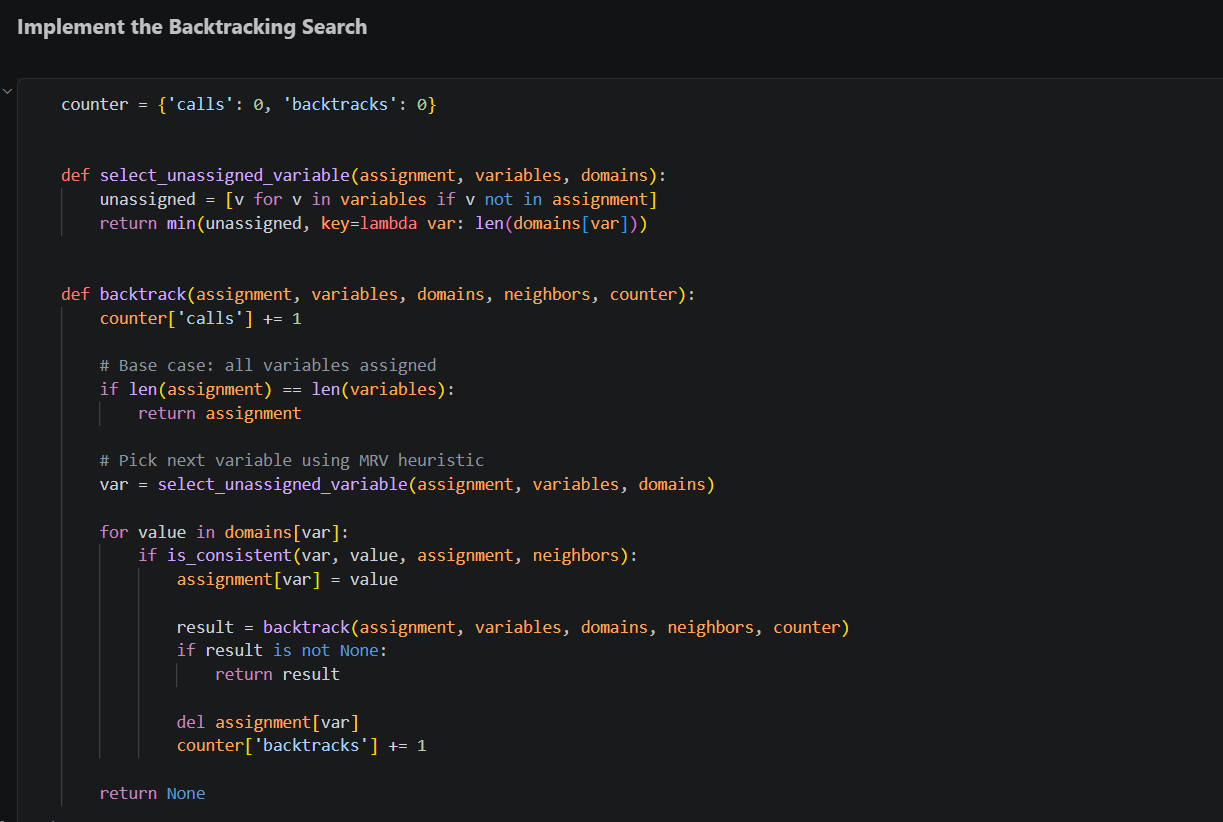 Implement the Backtracking Search
counter = {'calls': 0, 'backtracks': 0}
def select_unassigned_variable(assignment, variables, domains):
    unassigned = [v for v in variables if v not in assignment]
    return min(unassigned, key=lambda var: len(domains[var]))
def backtrack(assignment, variables, domains, neighbors, counter):
    counter['calls'] += 1
    # Base case: all variables assigned
    if len(assignment) == len(variables):
        return assignment
    # Pick next variable using MRV heuristic
    var = select_unassigned_variable(assignment, variables, domains)
    for value in domains[var]:
        if is_consistent(var, value, assignment, neighbors):
            assignment[var] = value
            result = backtrack(assignment, variables, domains, neighbors, counter)
            if result is not None:
                return result
            del assignment[var]
            counter['backtracks'] += 1
    return None